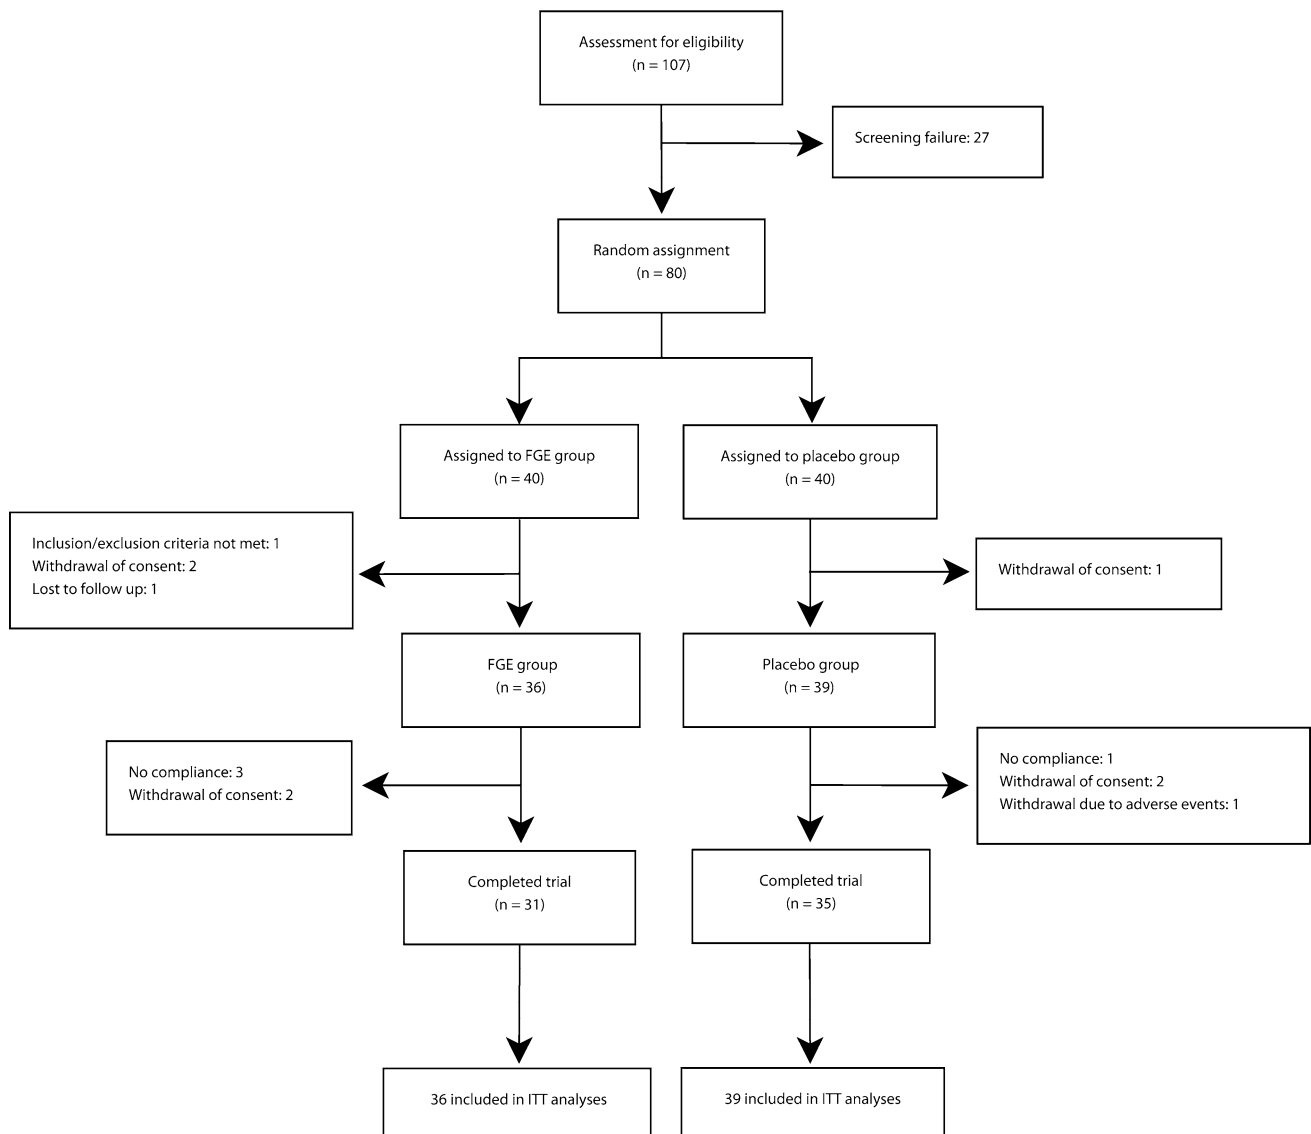 Assessment for eligibility
(n = 107)
Screening failure: 27
Random assignment
(n = 80)
Assigned to FGE group
(n = 40)
Assigned to placebo group
(n = 40)
Inclusion/exclusion criteria not met: 1
Withdrawal of consent: 2
Lost to follow up: 1
Withdrawal of consent: 1
FGE group
(n = 36)
Placebo group
(n = 39)
No compliance: 3
Withdrawal of consent: 2
No compliance: 1
Withdrawal of consent: 2
Withdrawal due to adverse events: 1
Completed trial
(n = 31)
Completed trial
(n = 35)
36 included in ITT analyses
39 included in ITT analyses